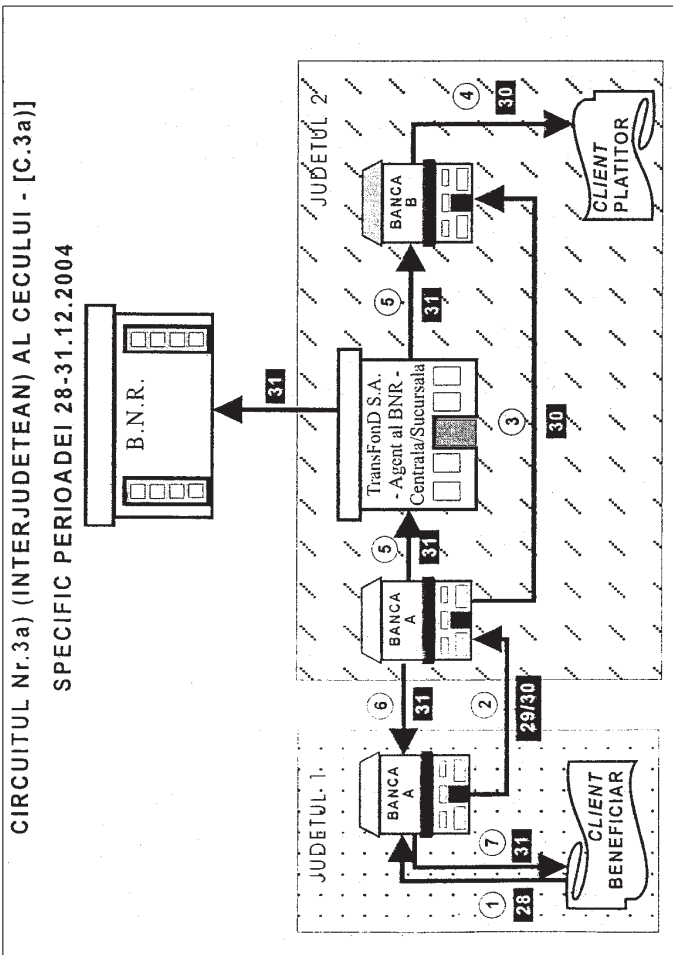 CIRCUITUL Nr.3a) (INTERJUDETEAN) AL CECULUI - [C.3a)]
SPECIFIC PERIOADEI 28-31.12.2004
B.N.R.
31
JUDETUL 1
JUDETUL 2
BANCA
A
6
31
BANCA
A
5
31
TransFonD S.A.
- Agent al BNR -
Centrala/Sucursala
5
31
BANCA
B
4
30
1
28
7
31
2
29/30
3
30
CLIENT
BENEFICIAR
CLIENT
PLATITOR